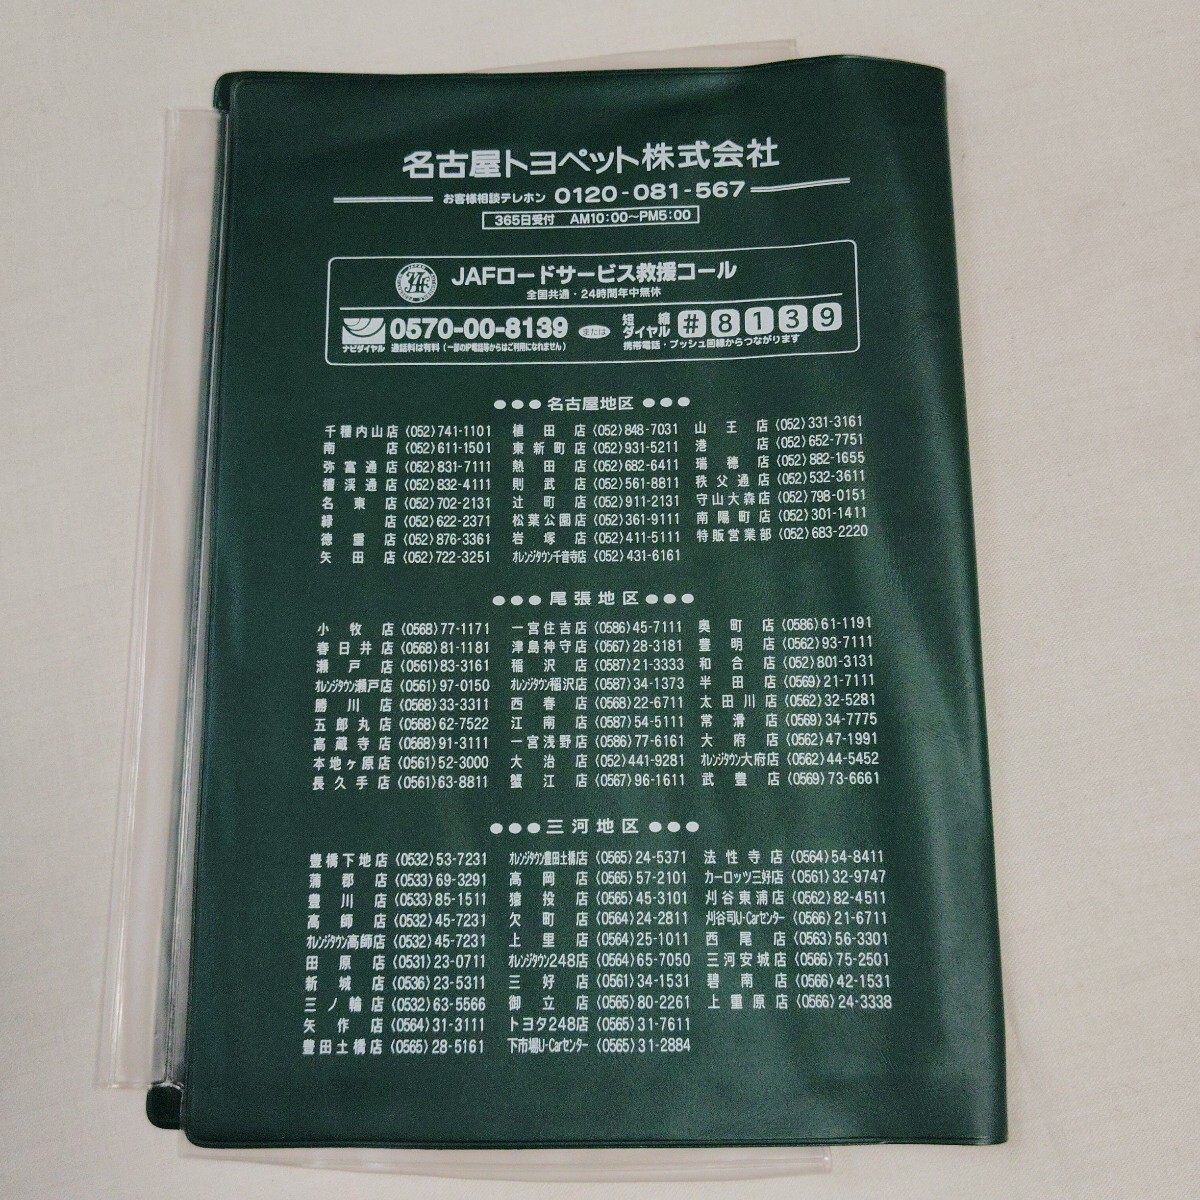 名古屋トヨペット株式会社
お客様相談テレホン 0120-081-567
365日受付 AM10:00〜PM5:00
JAFロードサービス救援コール
全国共通・24時間年中無休
ナビダイヤル 0570-00-8139 または 短縮ダイヤル #8139
通話料は有料(一部のIP電話等からはご利用になれません) 携帯電話・プッシュ回線からつながります
●●●名古屋地区●●●
千種内山店(052)741-1101
南店(052)611-1501
弥富通店(052)831-7111
檀渓通店(052)832-4111
名東店(052)702-2131
緑店(052)622-2371
徳重店(052)876-3361
矢田店(052)722-3251
植田店(052)848-7031
東新町店(052)931-5211
熱田店(052)682-6411
則武店(052)561-8811
辻町店(052)911-2131
松葉公園店(052)361-9111
岩塚店(052)411-5111
オレンジタウン千音寺店(052)431-6161
山王店(052)331-3161
港店(052)652-7751
瑞穂店(052)882-1655
秩父通店(052)532-3611
守山大森店(052)798-0151
南陽町店(052)301-1411
特販営業部(052)683-2220
●●●尾張地区●●●
小牧店(0568)77-1171
春日井店(0568)81-1181
瀬戸店(0561)83-3161
オレンジタウン瀬戸店(0561)97-0150
勝川店(0568)33-3311
五郎丸店(0568)62-7522
高蔵寺店(0568)91-3111
本地ヶ原店(0561)52-3000
長久手店(0561)63-8811
一宮住吉店(0586)45-7111
津島神守店(0567)28-3181
稲沢店(0587)21-3333
オレンジタウン稲沢店(0587)34-1373
西春店(0568)22-6711
江南店(0587)54-5111
一宮浅野店(0586)77-6161
大治店(052)441-9281
蟹江店(0567)96-1611
奥町店(0586)61-1191
豊明店(0562)93-7111
和合店(052)801-3131
半田店(0569)21-7111
太田川店(0562)32-5281
常滑店(0569)34-7775
大府店(0562)47-1991
オレンジタウン大府店(0562)44-5452
武豊店(0569)73-6661
●●●三河地区●●●
豊橋下地店(0532)53-7231
蒲郡店(0533)69-3291
豊川店(0533)85-1511
高師店(0532)45-7231
オレンジタウン高師店(0532)45-7231
田原店(0531)23-0711
新城店(0536)23-5311
三ノ輪店(0532)63-5566
矢作店(0564)31-3111
豊田土橋店(0565)28-5161
オレンジタウン豊田土橋店(0565)24-5371
高岡店(0565)57-2101
猿投店(0565)45-3101
欠町店(0564)24-2811
上里店(0564)25-1011
オレンジタウン248店(0564)65-7050
三好店(0561)34-1531
御立店(0565)80-2261
トヨタ248店(0565)31-7611
下市場U-Carセンター(0565)31-2884
法性寺店(0564)54-8411
カーロッツ三好店(0561)32-9747
刈谷東浦店(0562)82-4511
刈谷司U-Carセンター(0566)21-6711
西尾店(0563)56-3301
三河安城店(0566)75-2501
碧南店(0566)42-1531
上重原店(0566)24-3338